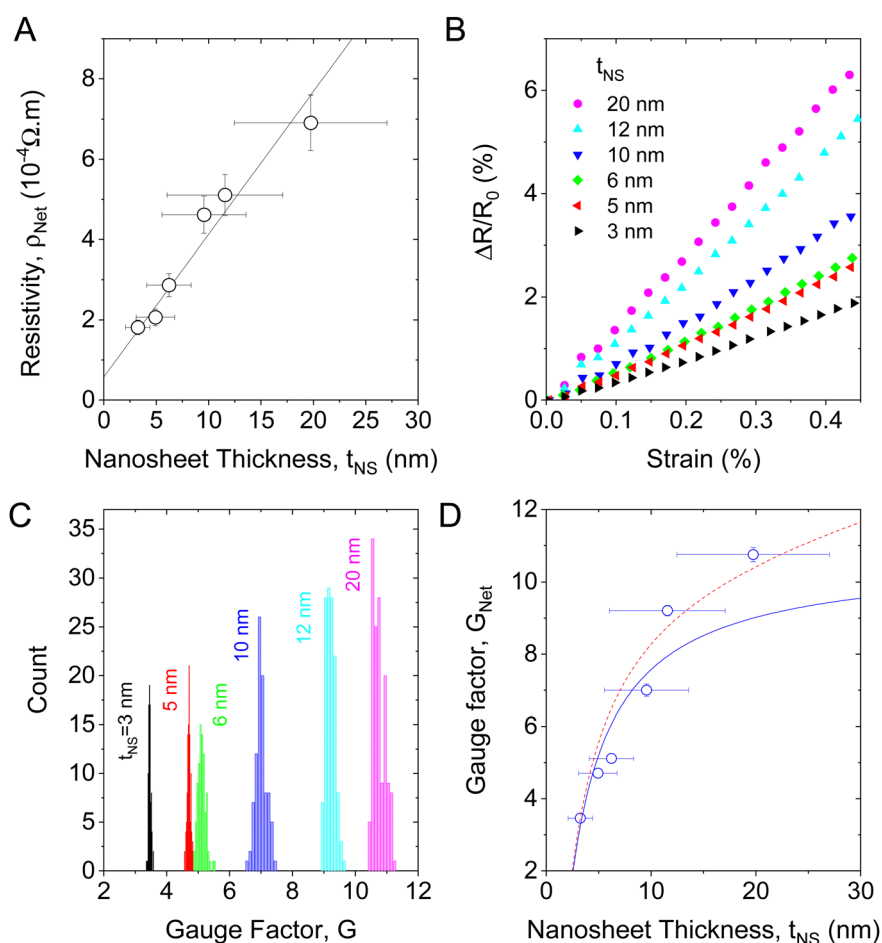 A
Resistivity, ρNet (10-4Ω.m)
8
6
4
2
0
0 5 10 15 20 25 30
Nanosheet Thickness, tNS (nm)
B
ΔR/R0 (%)
6
4
2
0
tNS
20 nm
12 nm
10 nm
6 nm
5 nm
3 nm
0.0 0.1 0.2 0.3 0.4
Strain (%)
C
Count
35
30
25
20
15
10
5
0
tNS=3 nm
5 nm
6 nm
10 nm
12 nm
20 nm
2 4 6 8 10 12
Gauge Factor, G
D
Gauge factor, GNet
12
10
8
6
4
2
0 10 20 30
Nanosheet Thickness, tNS (nm)